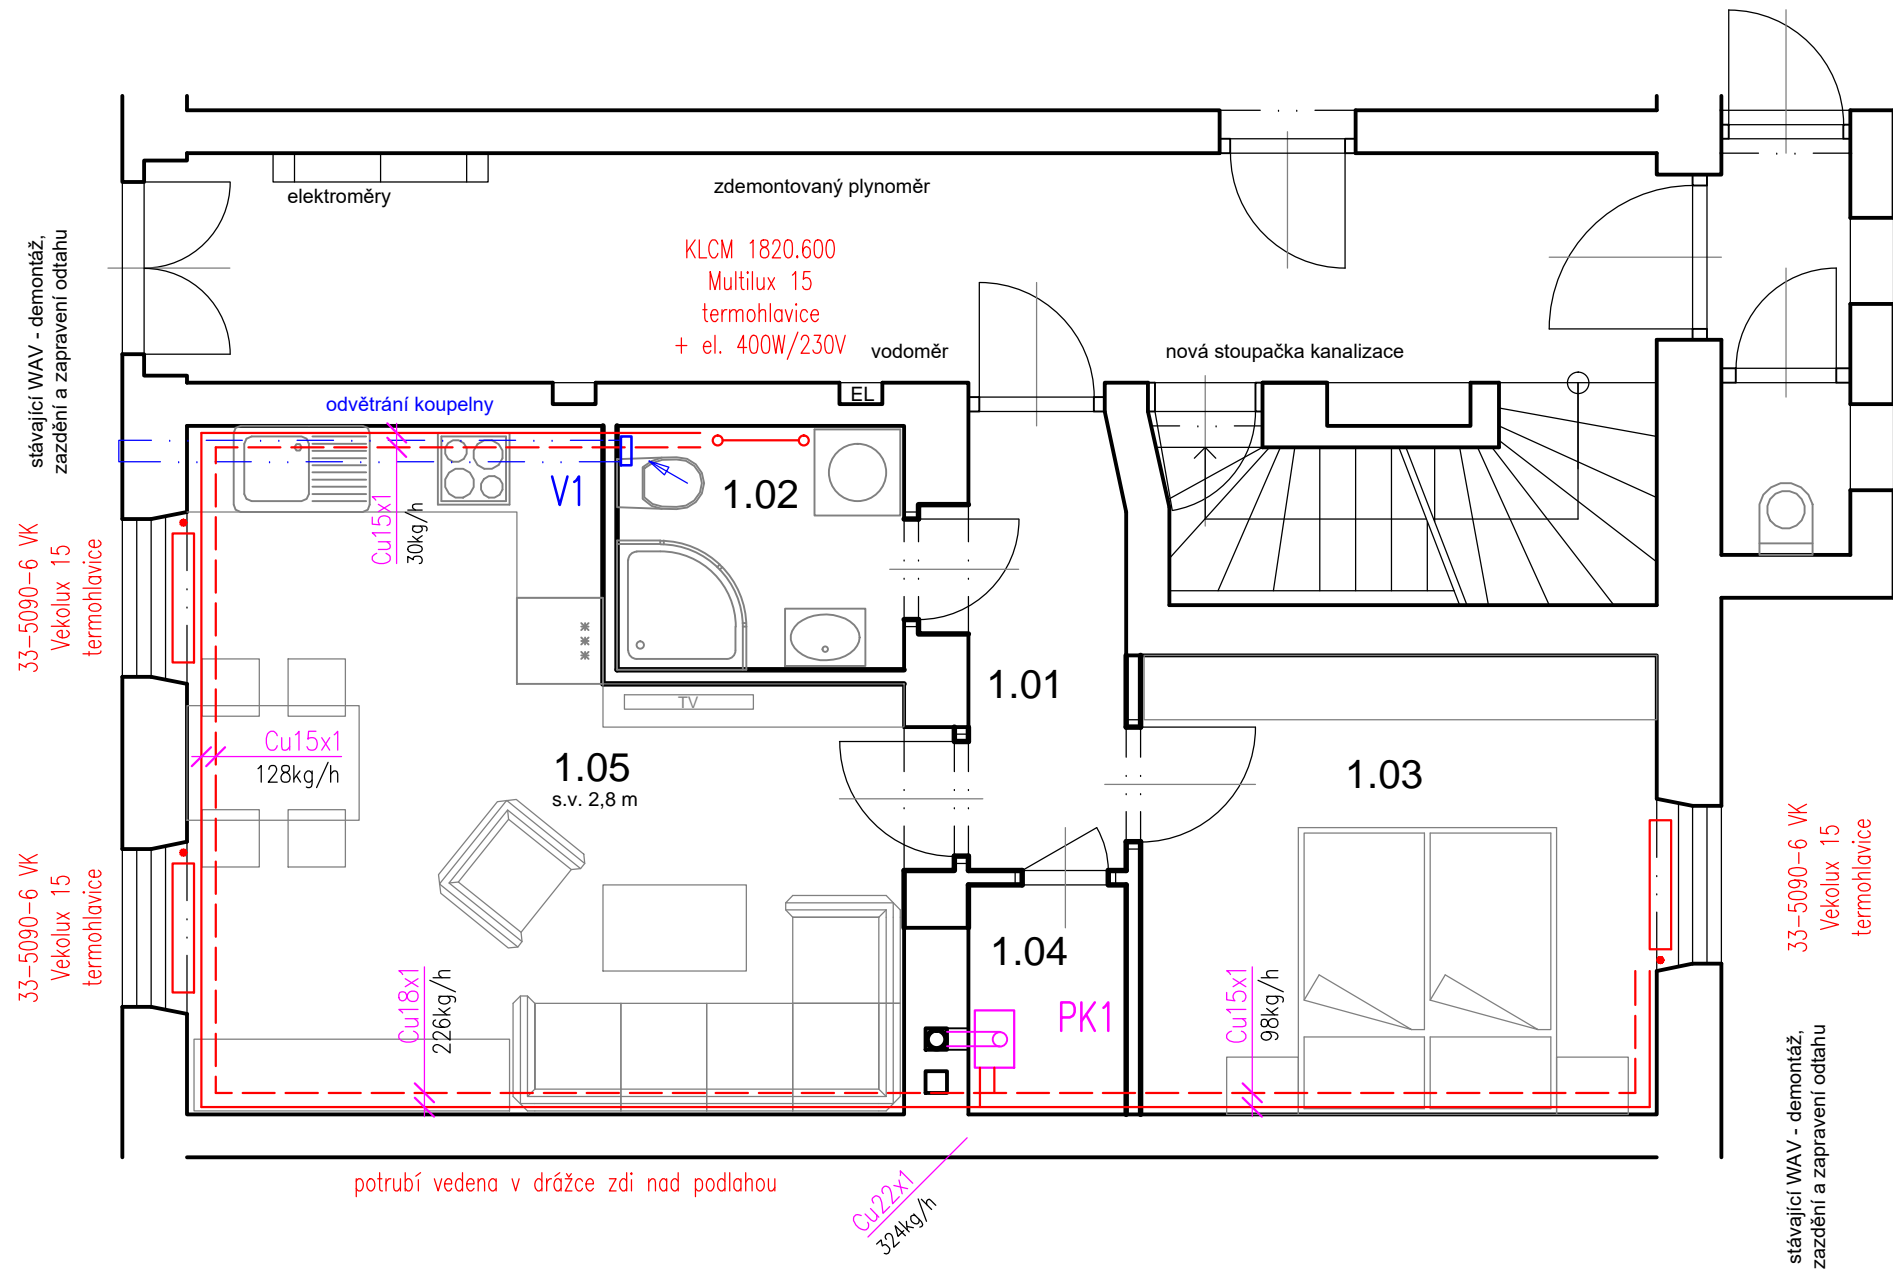 elektroměry
zdemontovaný plynoměr
KLCM 1820.600
Multilux 15
termohlavice
+ el. 400W/230V
vodoměr
nová stoupačka kanalizace
EL
stávající WAV - demontáž,
zazdění a zapravení odtahu
odvětrání koupelny
V1
1.02
Cu15x1
30kg/h
33-5090-6 VK
Vekolux 15
termohlavice
TV
1.01
Cu15x1
128kg/h
1.05
s.v. 2,8 m
1.03
33-5090-6 VK
Vekolux 15
termohlavice
33-5090-6 VK
Vekolux 15
termohlavice
1.04
PK1
Cu18x1
226kg/h
Cu15x1
98kg/h
stávající WAV - demontáž,
zazdění a zapravení odtahu
potrubí vedena v drážce zdi nad podlahou
Cu22x1
324kg/h